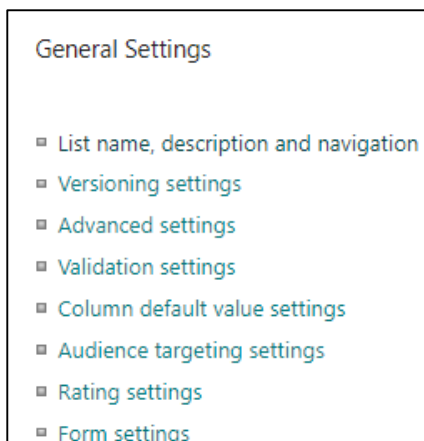 General Settings
List name, description and navigation
Versioning settings
Advanced settings
Validation settings
Column default value settings
Audience targeting settings
Rating settings
Form settings